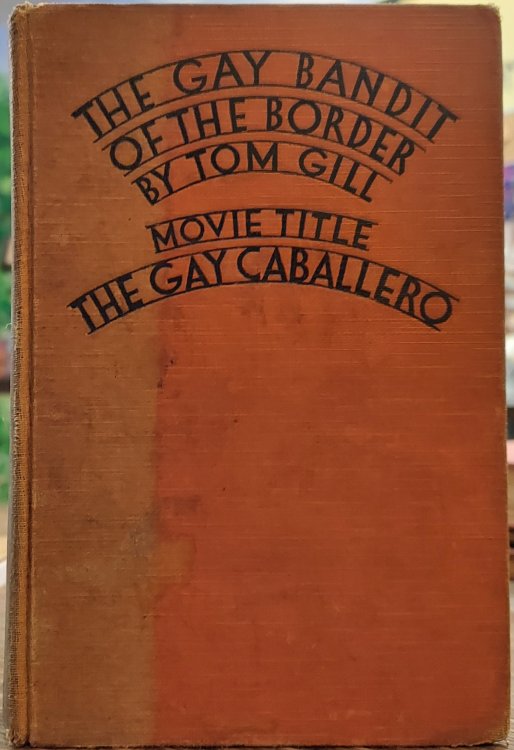 THE GAY BANDIT
OF THE BORDER
BY TOM GILL
MOVIE TITLE
THE GAY CABALLERO